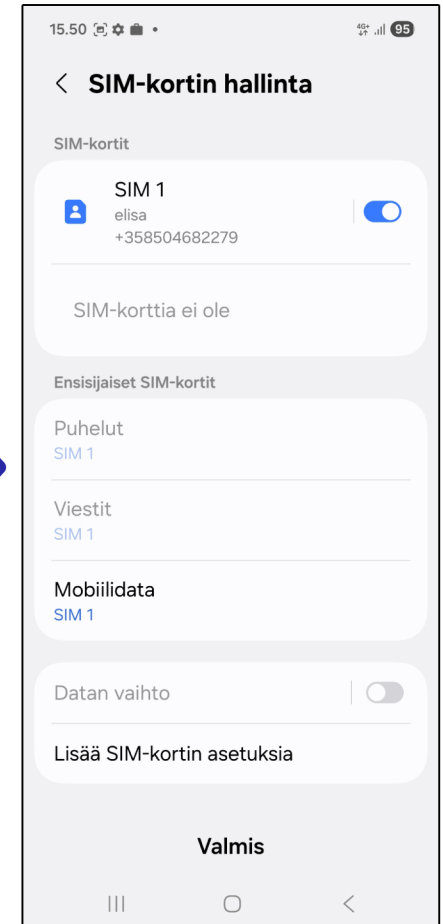 15.50
4G+
95
SIM-kortin hallinta
SIM-kortit
SIM 1
elisa
+358504682279
SIM-korttia ei ole
Ensisijaiset SIM-kortit
Puhelut
SIM 1
Viestit
SIM 1
Mobiilidata
SIM 1
Datan vaihto
Lisää SIM-kortin asetuksia
Valmis